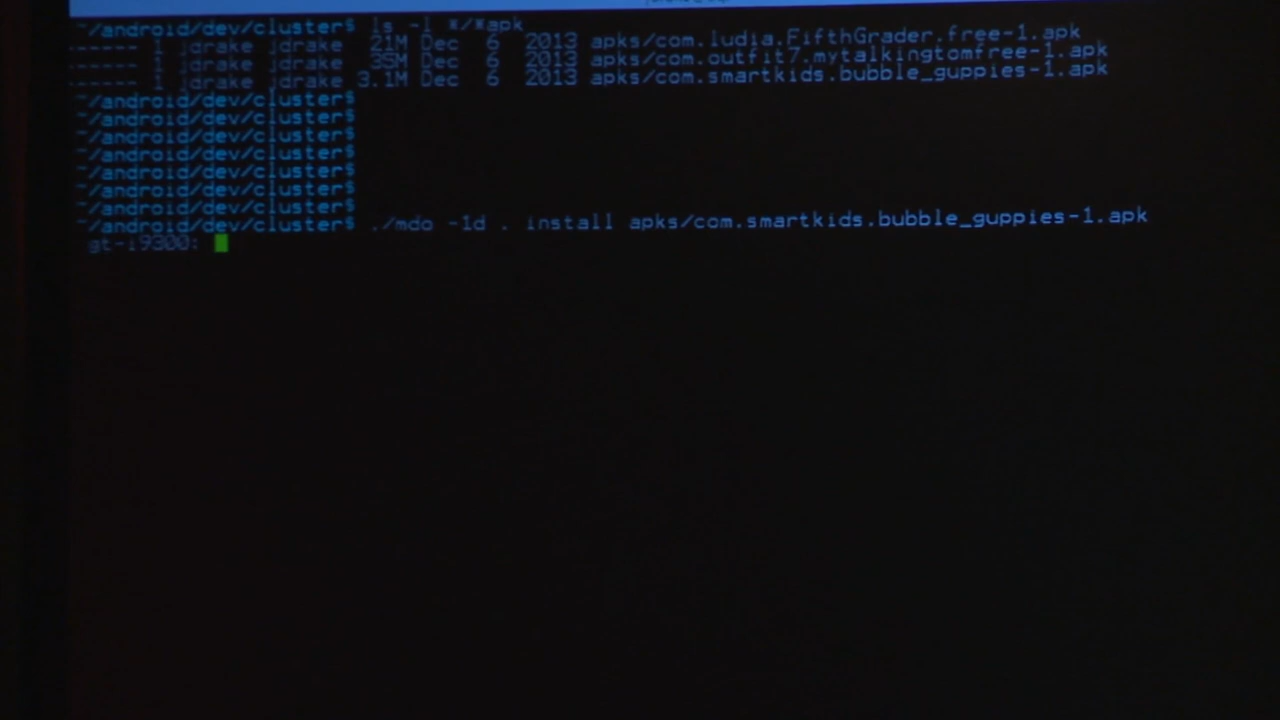 ~/android/dev/cluster$ ls -l */*apk
------ 1 jdrake jdrake 21M Dec 6 2013 apks/com.ludia.FifthGrader.free-1.apk
------ 1 jdrake jdrake 35M Dec 6 2013 apks/com.outfit7.mytalkingtomfree-1.apk
------ 1 jdrake jdrake 3.1M Dec 6 2013 apks/com.smartkids.bubble_guppies-1.apk
~/android/dev/cluster$
~/android/dev/cluster$
~/android/dev/cluster$
~/android/dev/cluster$
~/android/dev/cluster$
~/android/dev/cluster$
~/android/dev/cluster$
~/android/dev/cluster$ ./mdo -1d . install apks/com.smartkids.bubble_guppies-1.apk
gt-i9300: